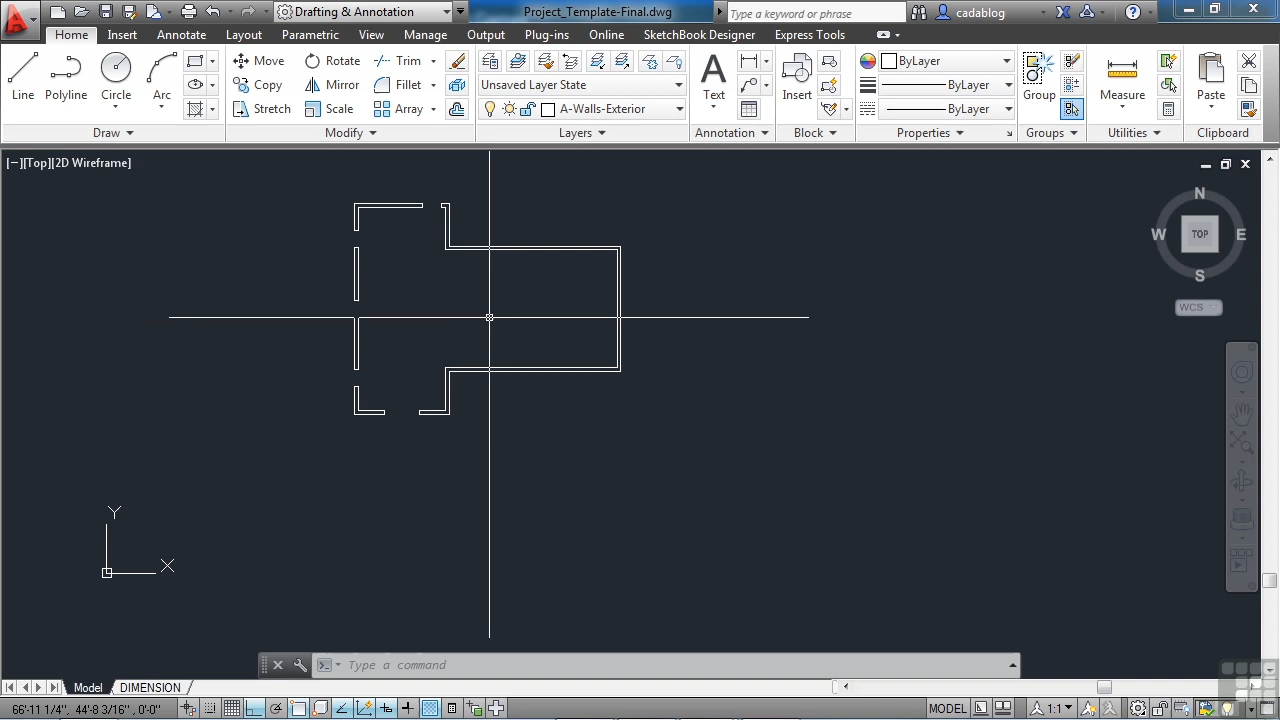 Drafting & Annotation
Project_Template-Final.dwg
Type a keyword or phrase
cadablog
Home Insert Annotate Layout Parametric View Manage Output Plug-ins Online SketchBook Designer Express Tools
Line Polyline Circle Arc
Move Rotate Trim
Copy Mirror Fillet
Stretch Scale Array
Unsaved Layer State
A-Walls-Exterior
Text
Insert
ByLayer
ByLayer
ByLayer
Group
Measure
Paste
Draw Modify Layers Annotation Block Properties Groups Utilities Clipboard
[−][Top][2D Wireframe]
N
W TOP E
S
WCS
Y
X
Type a command
Model DIMENSION
66'-11 1/4", 44'-8 3/16" , 0'-0" MODEL 1:1